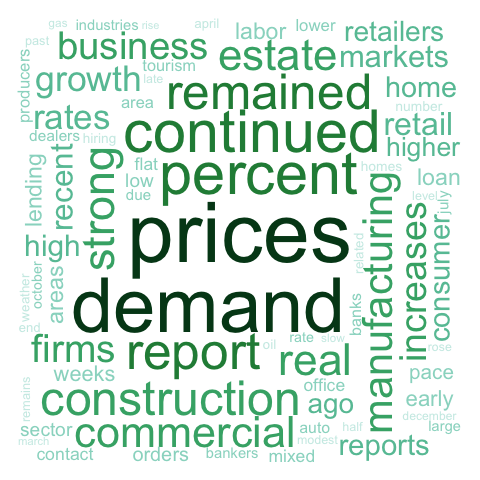 gas
industries
rise
april
labor
lower
retailers
past
business
estate
markets
tourism
late
growth
remained
home
producers
area
number
rates
continued
retail
dealers
hiring
higher
strong
flat
percent
homes
loan
lending
recent
low
due
level
july
prices
manufacturing
increases
consumer
high
related
weather
october
areas
demand
banks
end
firms
report
real
rate
oil
slow
rose
weeks
office
pace
remains
construction
ago
early
december
sector
commercial
auto
half
large
march
modest
reports
contact
orders
bankers
mixed